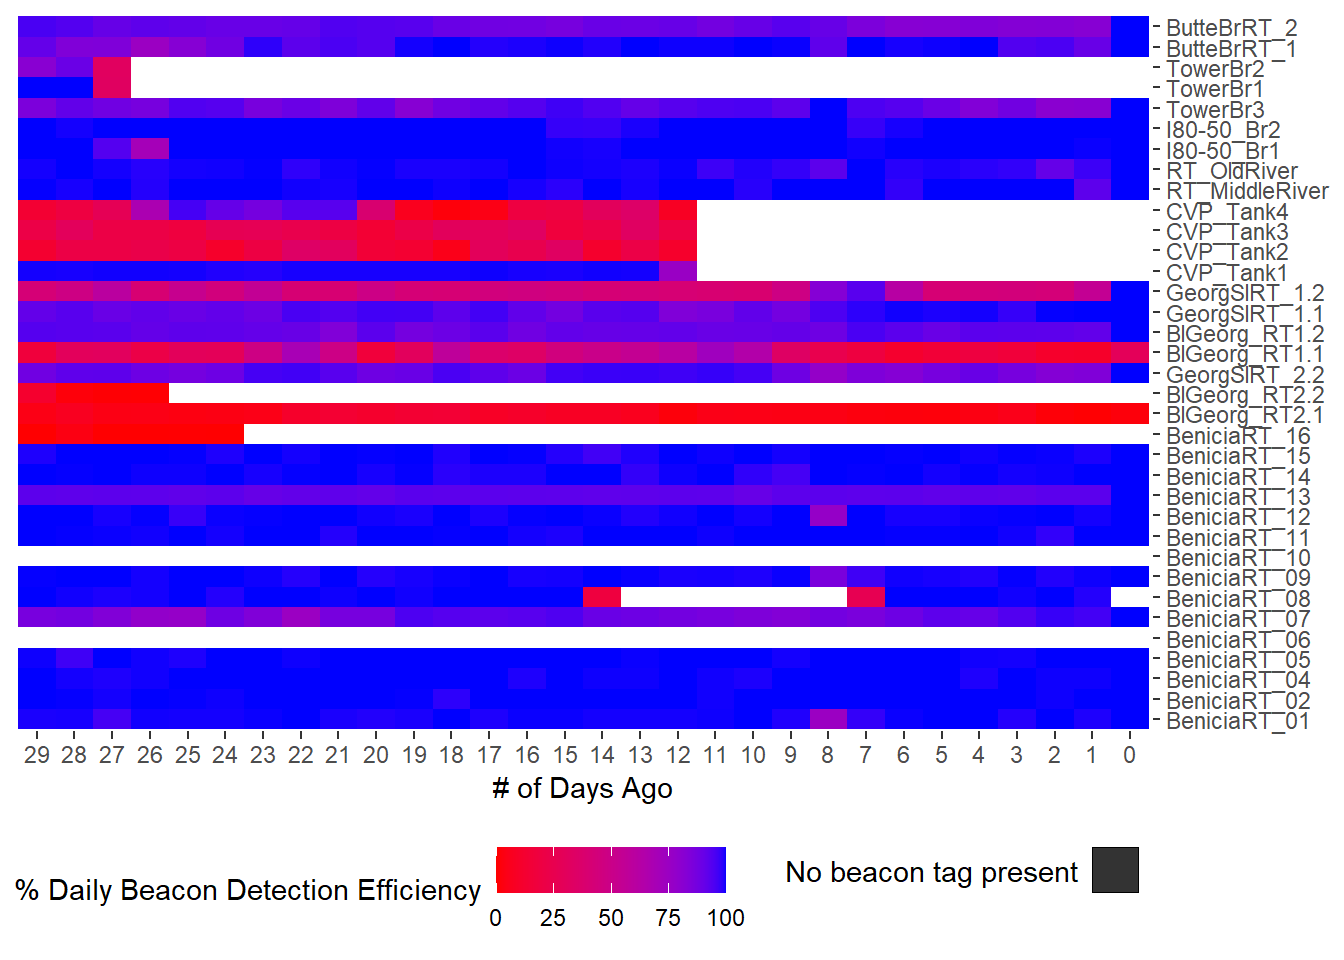 ButteBrRT_2
ButteBrRT_1
TowerBr2
TowerBr1
TowerBr3
I80-50_Br2
I80-50_Br1
RT_OldRiver
RT_MiddleRiver
CVP_Tank4
CVP_Tank3
CVP_Tank2
CVP_Tank1
GeorgSlRT_1.2
GeorgSlRT_1.1
BlGeorg_RT1.2
BlGeorg_RT1.1
GeorgSlRT_2.2
BlGeorg_RT2.2
BlGeorg_RT2.1
BeniciaRT_16
BeniciaRT_15
BeniciaRT_14
BeniciaRT_13
BeniciaRT_12
BeniciaRT_11
BeniciaRT_10
BeniciaRT_09
BeniciaRT_08
BeniciaRT_07
BeniciaRT_06
BeniciaRT_05
BeniciaRT_04
BeniciaRT_02
BeniciaRT_01
29 28 27 26 25 24 23 22 21 20 19 18 17 16 15 14 13 12 11 10 9 8 7 6 5 4 3 2 1 0
# of Days Ago
% Daily Beacon Detection Efficiency
0 25 50 75 100
No beacon tag present